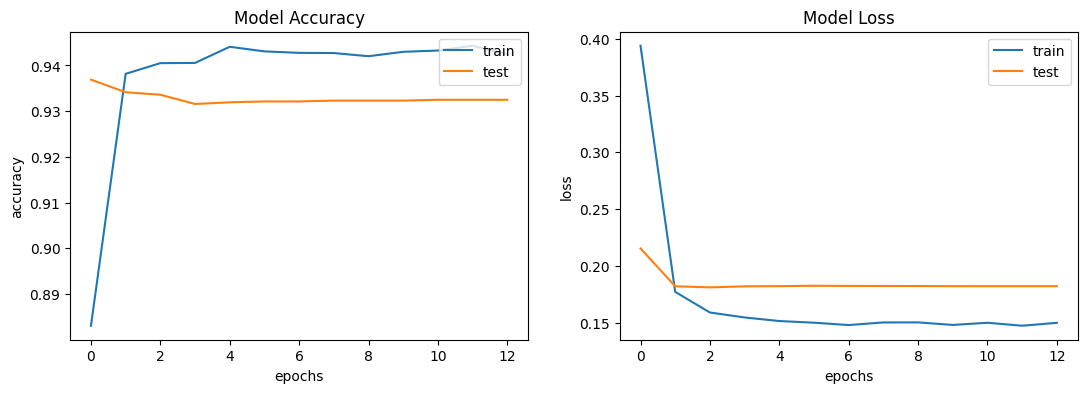 Model Accuracy
train
test
0.94
0.93
0.92
0.91
0.90
0.89
accuracy
0 2 4 6 8 10 12
epochs
Model Loss
train
test
0.40
0.35
0.30
0.25
0.20
0.15
loss
0 2 4 6 8 10 12
epochs